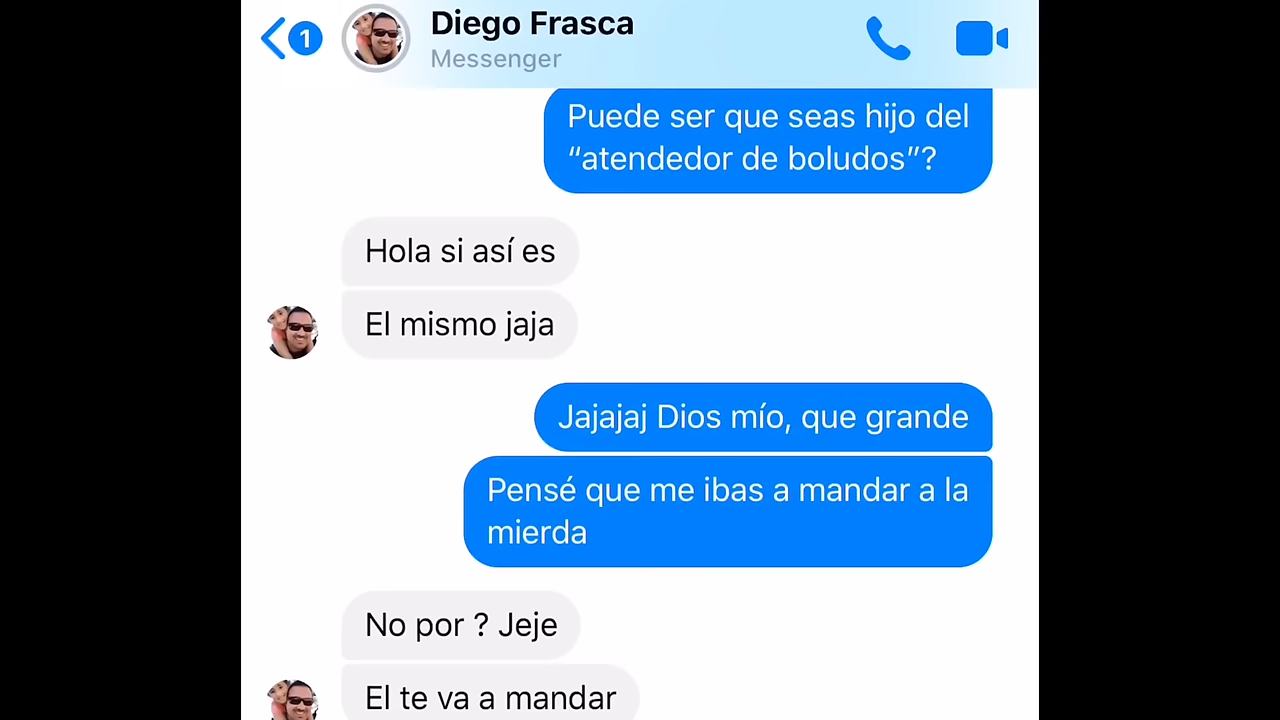 1
Diego Frasca
Messenger
Puede ser que seas hijo del
“atendedor de boludos”?
Hola si así es
El mismo jaja
Jajajaj Dios mío, que grande
Pensé que me ibas a mandar a la
mierda
No por ? Jeje
El te va a mandar